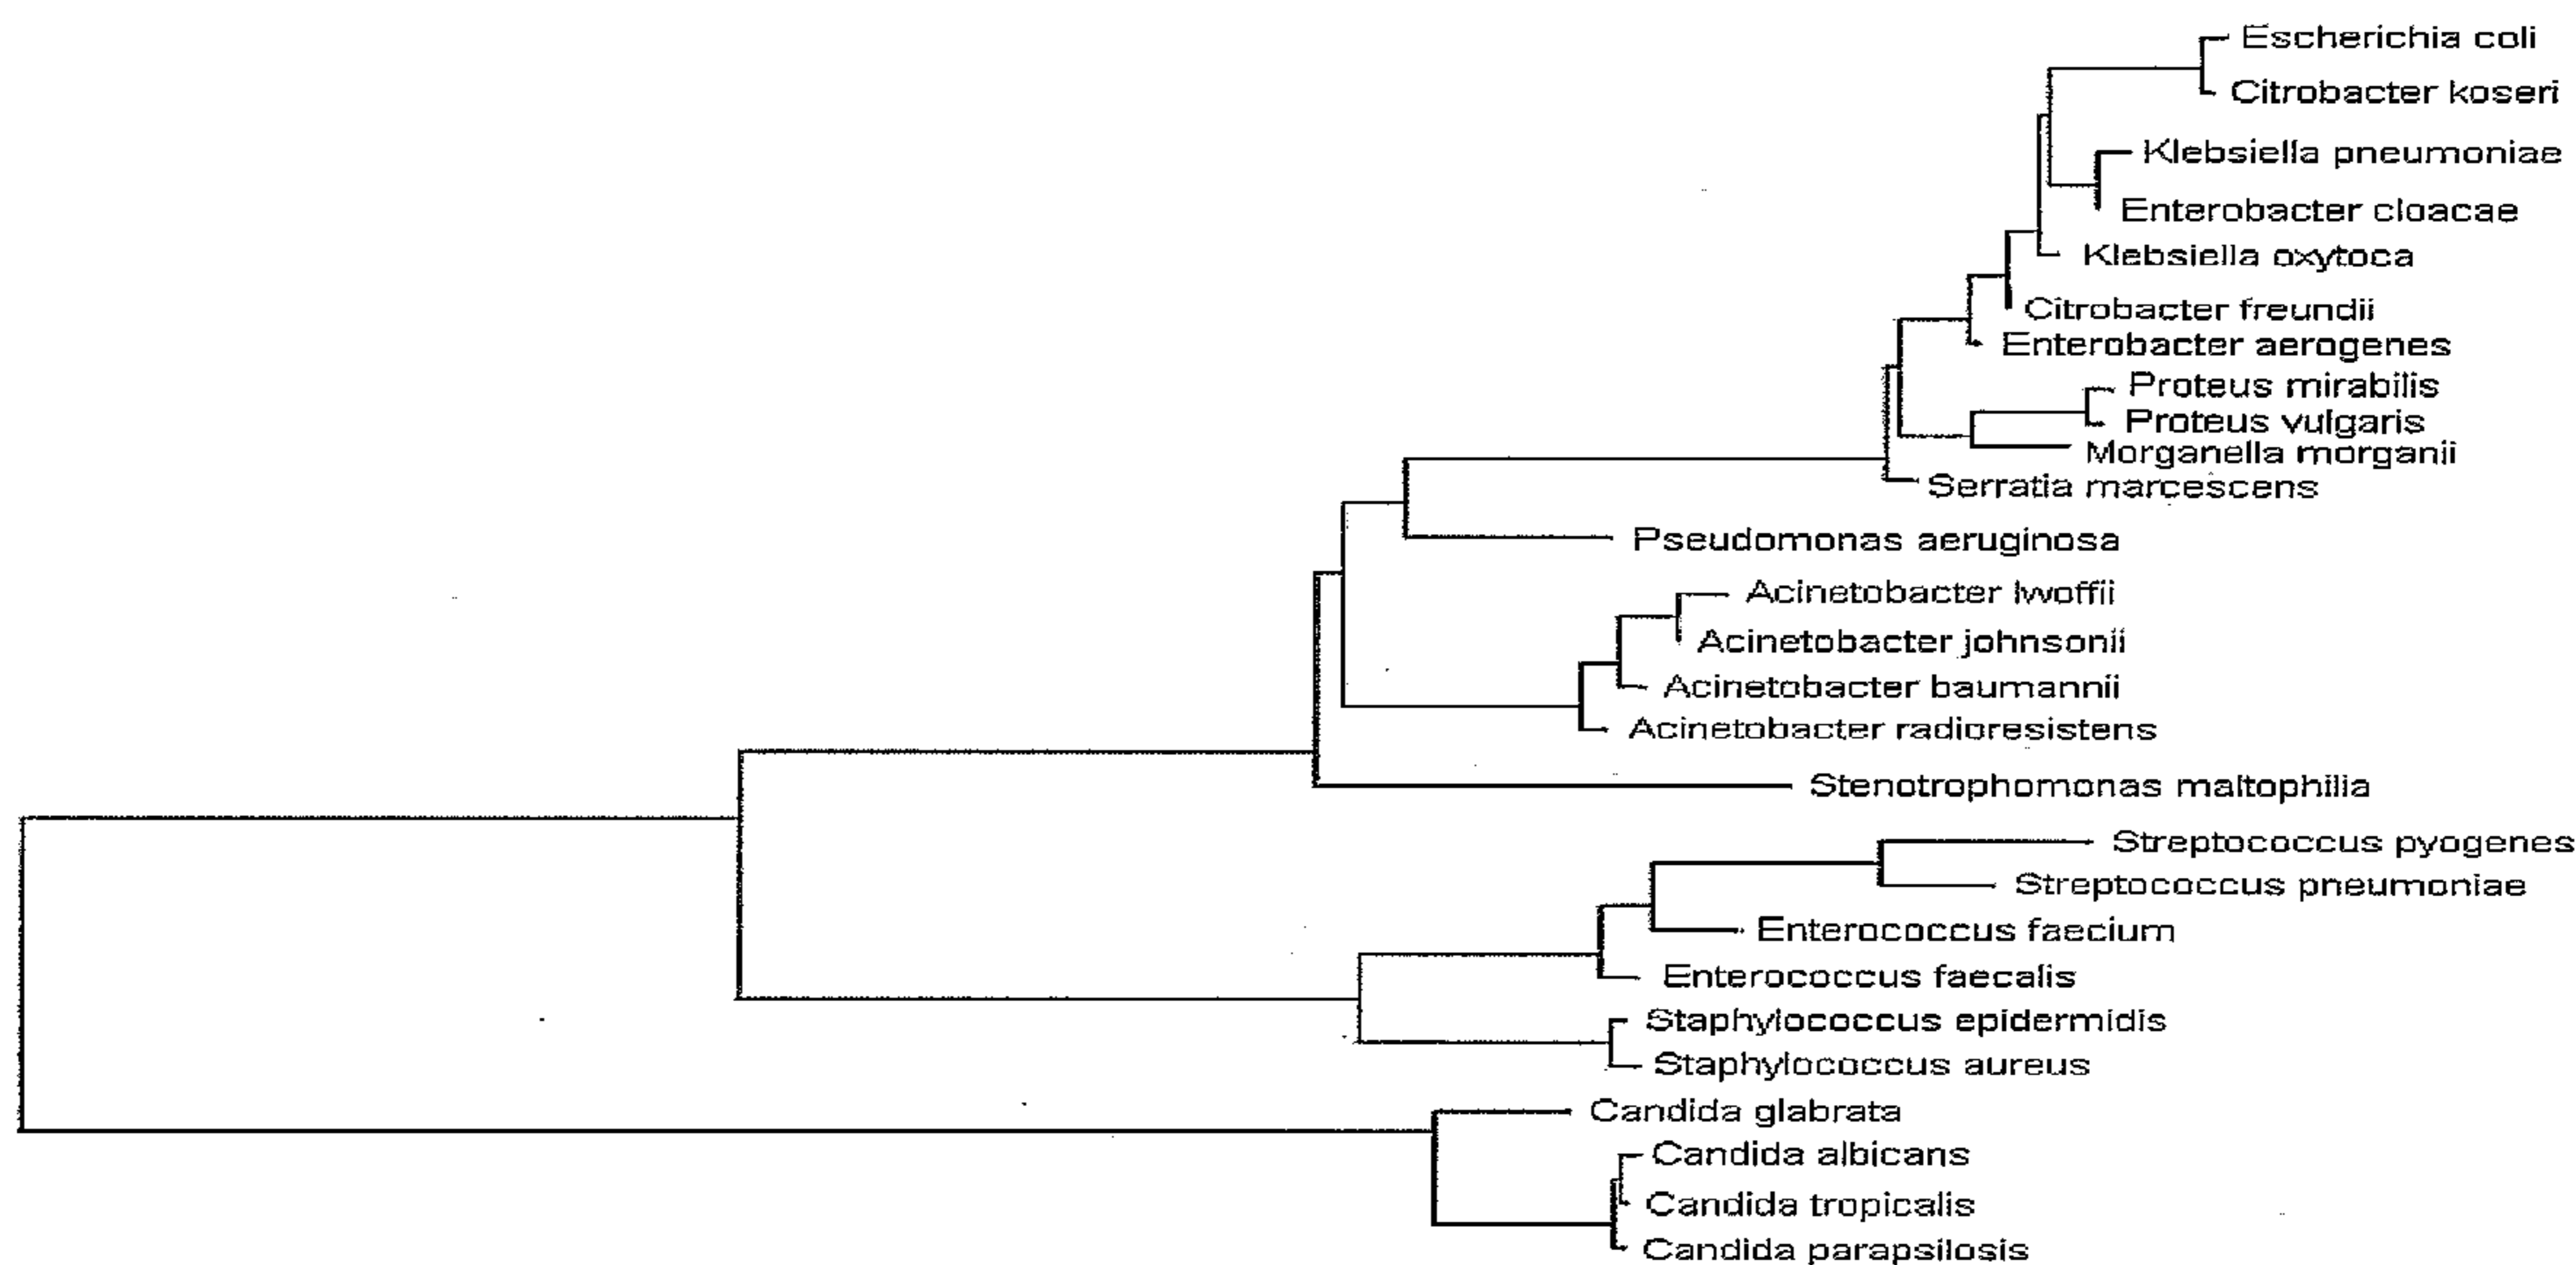 Escherichia coli
Citrobacter koseri
Klebsiella pneumoniae
Enterobacter cloacae
Klebsiella oxytoca
Citrobacter freundii
Enterobacter aerogenes
Proteus mirabilis
Proteus vulgaris
Morganella morganii
Serratia marcescens
Pseudomonas aeruginosa
Acinetobacter lwoffii
Acinetobacter johnsonii
Acinetobacter baumannii
Acinetobacter radioresistens
Stenotrophomonas maltophilia
Streptococcus pyogenes
Streptococcus pneumoniae
Enterococcus faecium
Enterococcus faecalis
Staphylococcus epidermidis
Staphylococcus aureus
Candida glabrata
Candida albicans
Candida tropicalis
Candida parapsilosis